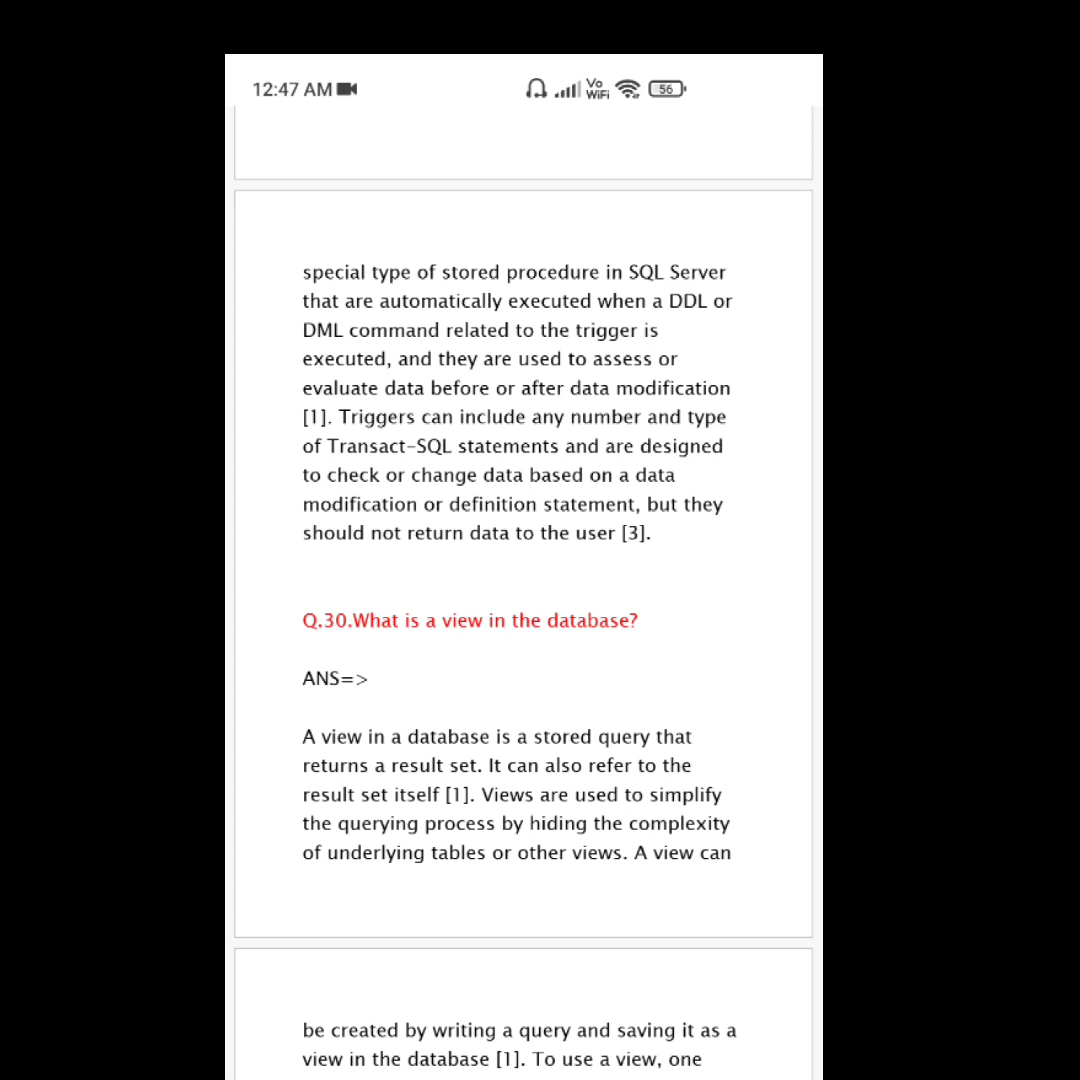 12:47 AM
Vo
WiFi
56
special type of stored procedure in SQL Server
that are automatically executed when a DDL or
DML command related to the trigger is
executed, and they are used to assess or
evaluate data before or after data modification
[1]. Triggers can include any number and type
of Transact-SQL statements and are designed
to check or change data based on a data
modification or definition statement, but they
should not return data to the user [3].
Q.30.What is a view in the database?
ANS=>
A view in a database is a stored query that
returns a result set. It can also refer to the
result set itself [1]. Views are used to simplify
the querying process by hiding the complexity
of underlying tables or other views. A view can
be created by writing a query and saving it as a
view in the database [1]. To use a view, one